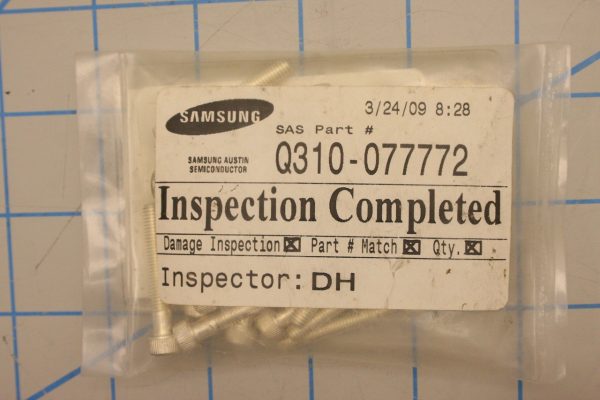 SAMSUNG
3/24/09 8:28
SAS Part #
SAMSUNG AUSTIN
SEMICONDUCTOR
Q310-077772
Inspection Completed
Damage Inspection ☒ Part # Match ☒ Qty. ☒
Inspector: DH